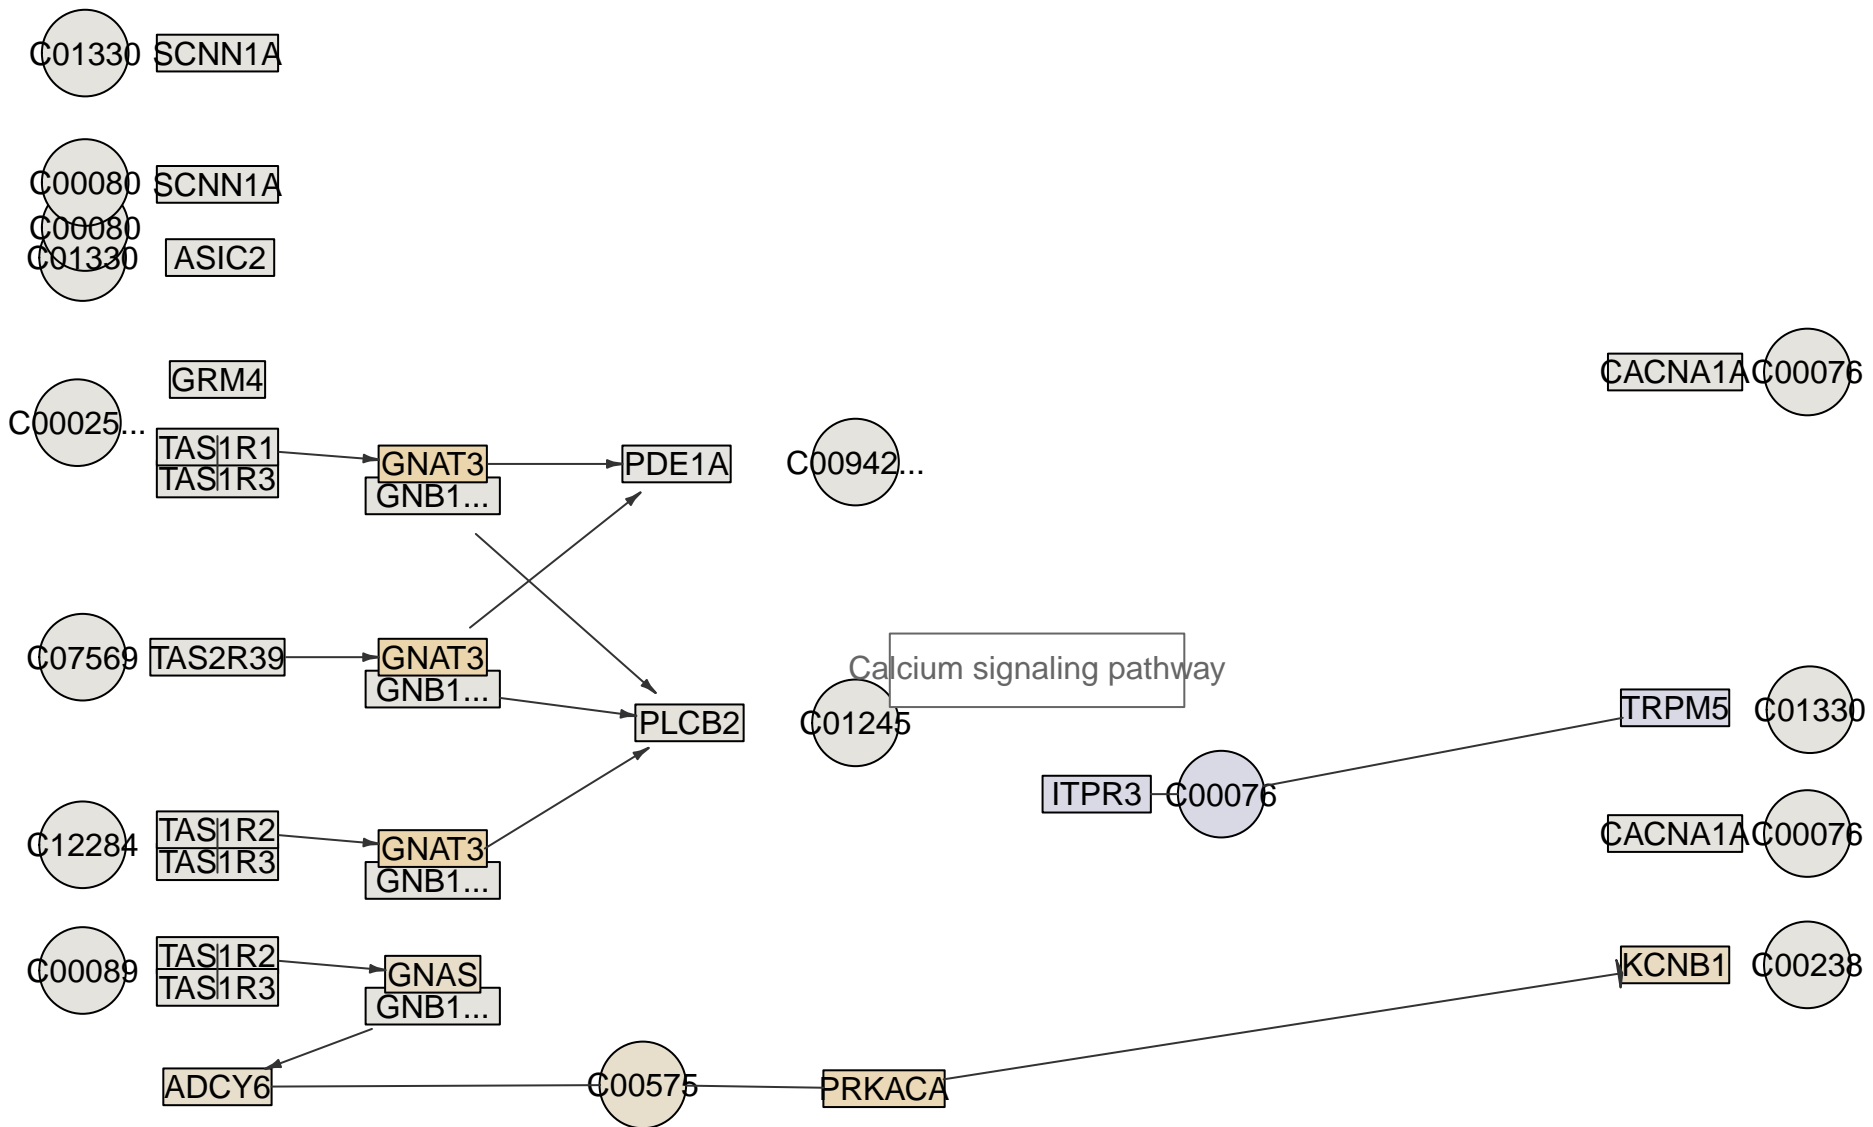 C01330 SCNN1A
C00080 SCNN1A
C00080
C01330 ASIC2
GRM4
CACNA1A C00076
C00025...
TAS1R1
GNAT3 PDE1A C00942...
TAS1R3
GNB1...
C07569 TAS2R39 GNAT3
Calcium signaling pathway
GNB1...
PLCB2 C01245
TRPM5 C01330
ITPR3 C00076
C12284 TAS1R2
GNAT3
CACNA1A C00076
TAS1R3
GNB1...
C00089 TAS1R2
GNAS
KCNB1 C00238
TAS1R3
GNB1...
ADCY6 C00575 PRKACA